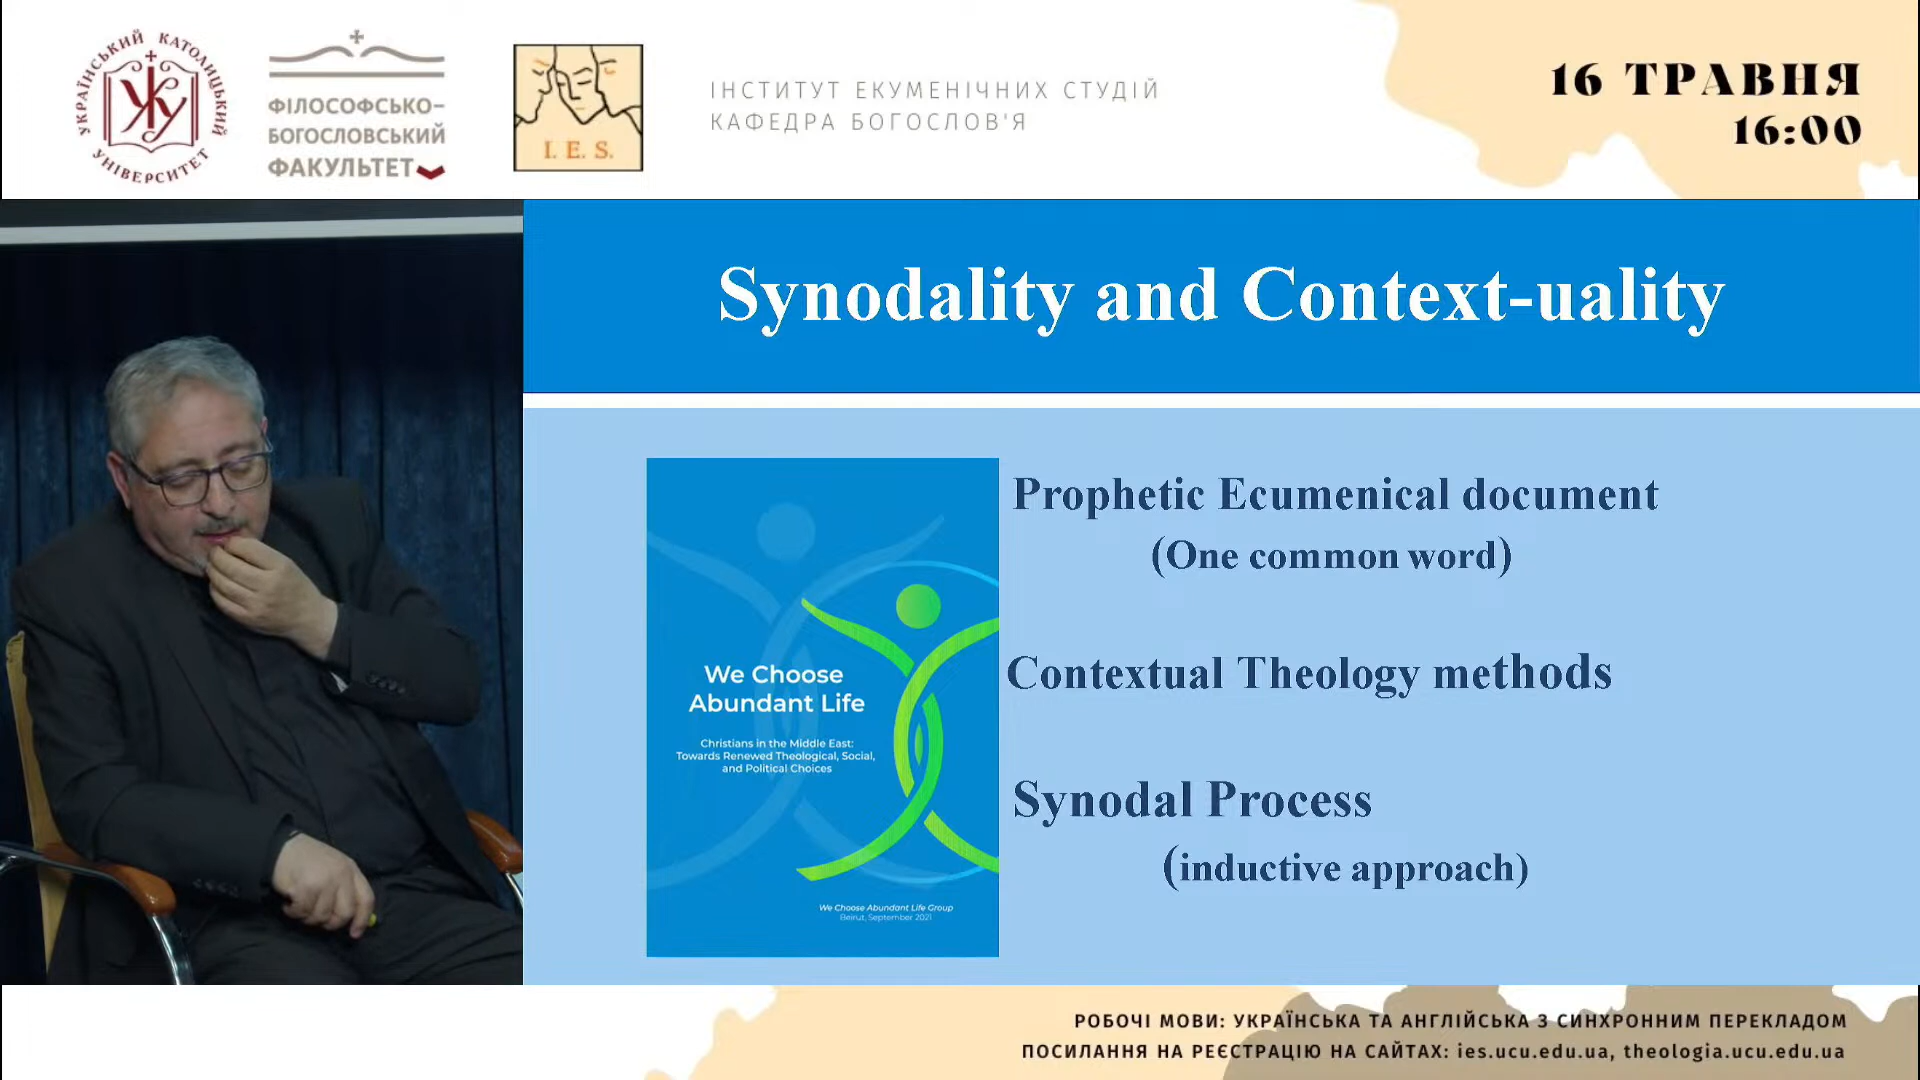 УКРАЇНСЬКИЙ КАТОЛИЦЬКИЙ
УНІВЕРСИТЕТ
УКУ
ФІЛОСОФСЬКО-
БОГОСЛОВСЬКИЙ
ФАКУЛЬТЕТ
I. E. S.
ІНСТИТУТ ЕКУМЕНІЧНИХ СТУДІЙ
КАФЕДРА БОГОСЛОВ'Я
16 ТРАВНЯ
16:00
Synodality and Context-uality
Prophetic Ecumenical document
(One common word)
Contextual Theology methods
Synodal Process
(inductive approach)
We Choose
Abundant Life
Christians in the Middle East:
Towards Renewed Theological, Social,
and Political Choices
We Choose Abundant Life Group
Beirut, September 2021
РОБОЧІ МОВИ: УКРАЇНСЬКА ТА АНГЛІЙСЬКА З СИНХРОННИМ ПЕРЕКЛАДОМ
ПОСИЛАННЯ НА РЕЄСТРАЦІЮ НА САЙТАХ: ies.ucu.edu.ua, theologia.ucu.edu.ua